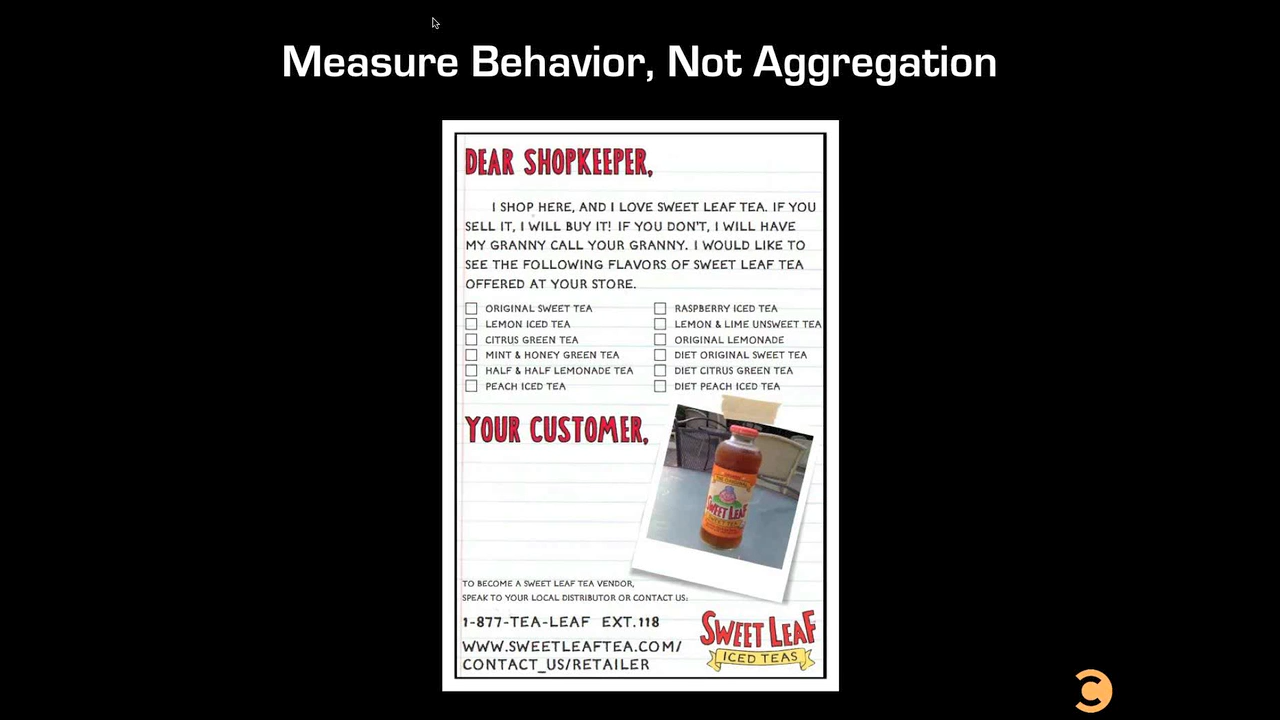 Measure Behavior, Not Aggregation
DEAR SHOPKEEPER,
I SHOP HERE, AND I LOVE SWEET LEAF TEA. IF YOU
SELL IT, I WILL BUY IT! IF YOU DON'T, I WILL HAVE
MY GRANNY CALL YOUR GRANNY. I WOULD LIKE TO
SEE THE FOLLOWING FLAVORS OF SWEET LEAF TEA
OFFERED AT YOUR STORE.
ORIGINAL SWEET TEA
LEMON ICED TEA
CITRUS GREEN TEA
MINT & HONEY GREEN TEA
HALF & HALF LEMONADE TEA
PEACH ICED TEA
RASPBERRY ICED TEA
LEMON & LIME UNSWEET TEA
ORIGINAL LEMONADE
DIET ORIGINAL SWEET TEA
DIET CITRUS GREEN TEA
DIET PEACH ICED TEA
YOUR CUSTOMER,
SWEET LEAF
TO BECOME A SWEET LEAF TEA VENDOR,
SPEAK TO YOUR LOCAL DISTRIBUTOR OR CONTACT US:
1-877-TEA-LEAF EXT.118
WWW.SWEETLEAFTEA.COM/
CONTACT_US/RETAILER
SWEET LEAF
ICED TEAS